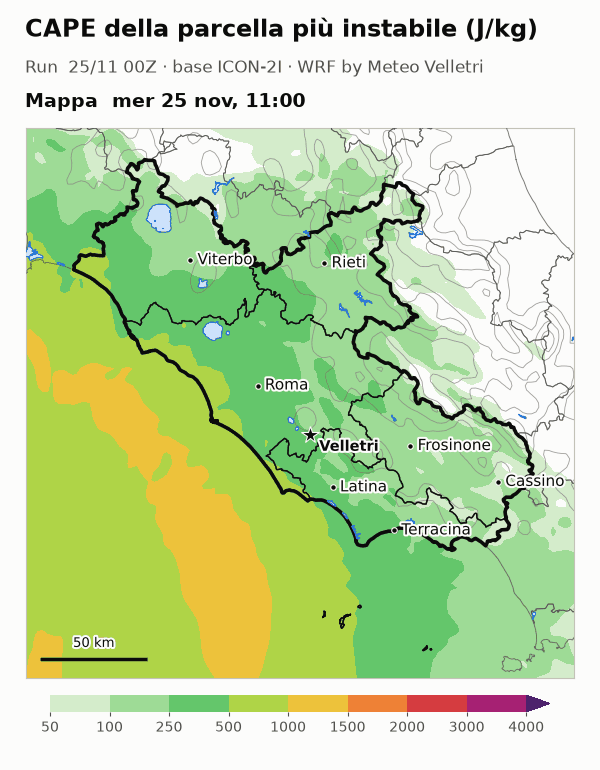 CAPE della parcella più instabile (J/kg)
Run  25/11 00Z · base ICON-2I · WRF by Meteo Velletri
Mappa  mer 25 nov, 11:00
Viterbo
Rieti
Roma
Velletri
Frosinone
Cassino
Latina
Terracina
50 km
50 100 250 500 1000 1500 2000 3000 4000